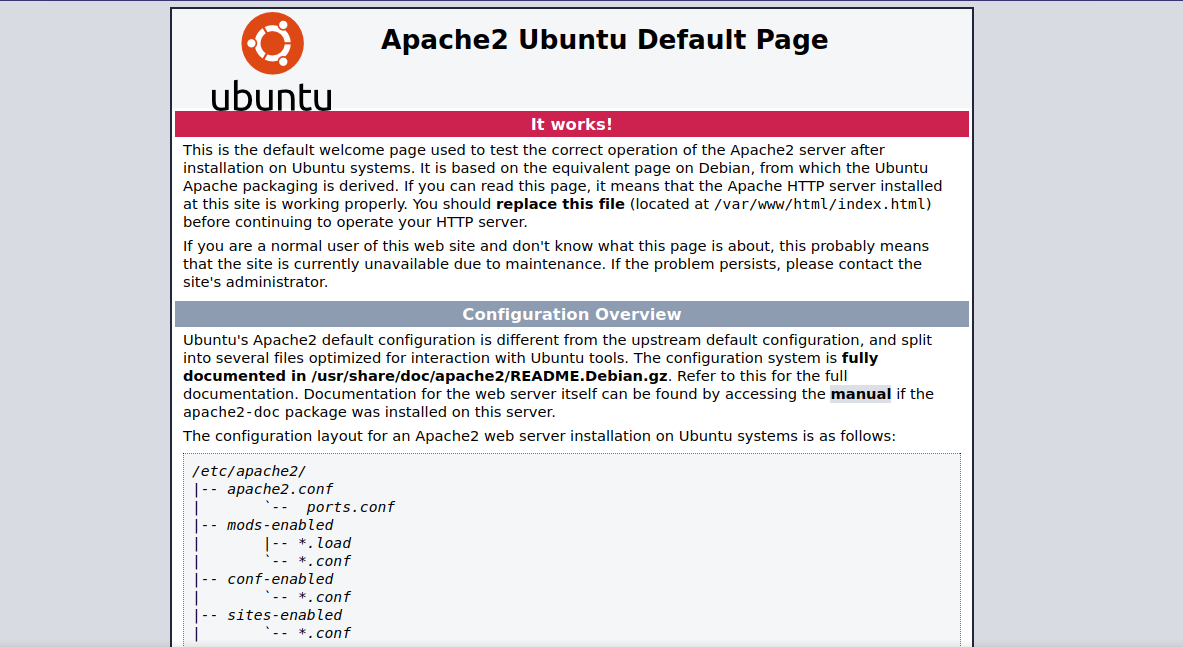 ubuntu
Apache2 Ubuntu Default Page
It works!
This is the default welcome page used to test the correct operation of the Apache2 server after
installation on Ubuntu systems. It is based on the equivalent page on Debian, from which the Ubuntu
Apache packaging is derived. If you can read this page, it means that the Apache HTTP server installed
at this site is working properly. You should replace this file (located at /var/www/html/index.html)
before continuing to operate your HTTP server.
If you are a normal user of this web site and don't know what this page is about, this probably means
that the site is currently unavailable due to maintenance. If the problem persists, please contact the
site's administrator.
Configuration Overview
Ubuntu's Apache2 default configuration is different from the upstream default configuration, and split
into several files optimized for interaction with Ubuntu tools. The configuration system is fully
documented in /usr/share/doc/apache2/README.Debian.gz. Refer to this for the full
documentation. Documentation for the web server itself can be found by accessing the manual if the
apache2-doc package was installed on this server.
The configuration layout for an Apache2 web server installation on Ubuntu systems is as follows:
/etc/apache2/
|-- apache2.conf
|       `--  ports.conf
|-- mods-enabled
|       |-- *.load
|       `-- *.conf
|-- conf-enabled
|       `-- *.conf
|-- sites-enabled
|       `-- *.conf